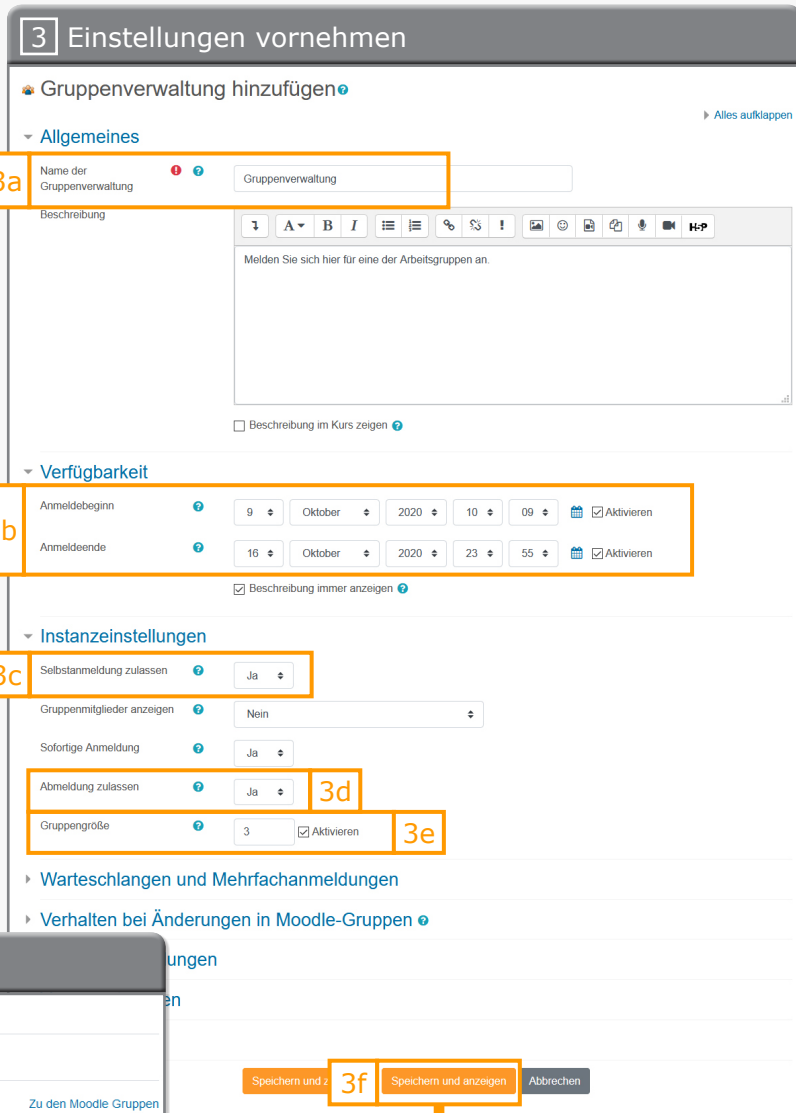 3 Einstellungen vornehmen
Gruppenverwaltung hinzufügen
Alles aufklappen
Allgemeines
3a
Name der
Gruppenverwaltung
Gruppenverwaltung
Beschreibung
A B I H-P
Melden Sie sich hier für eine der Arbeitsgruppen an.
Beschreibung im Kurs zeigen
Verfügbarkeit
b
Anmeldebeginn 9 Oktober 2020 10 09 Aktivieren
Anmeldeende 16 Oktober 2020 23 55 Aktivieren
Beschreibung immer anzeigen
Instanzeinstellungen
3c Selbstanmeldung zulassen Ja
Gruppenmitglieder anzeigen Nein
Sofortige Anmeldung Ja
Abmeldung zulassen Ja 3d
Gruppengröße 3 Aktivieren 3e
Warteschlangen und Mehrfachanmeldungen
Verhalten bei Änderungen in Moodle-Gruppen
ungen
en
Speichern und z 3f Speichern und anzeigen Abbrechen
Zu den Moodle Gruppen